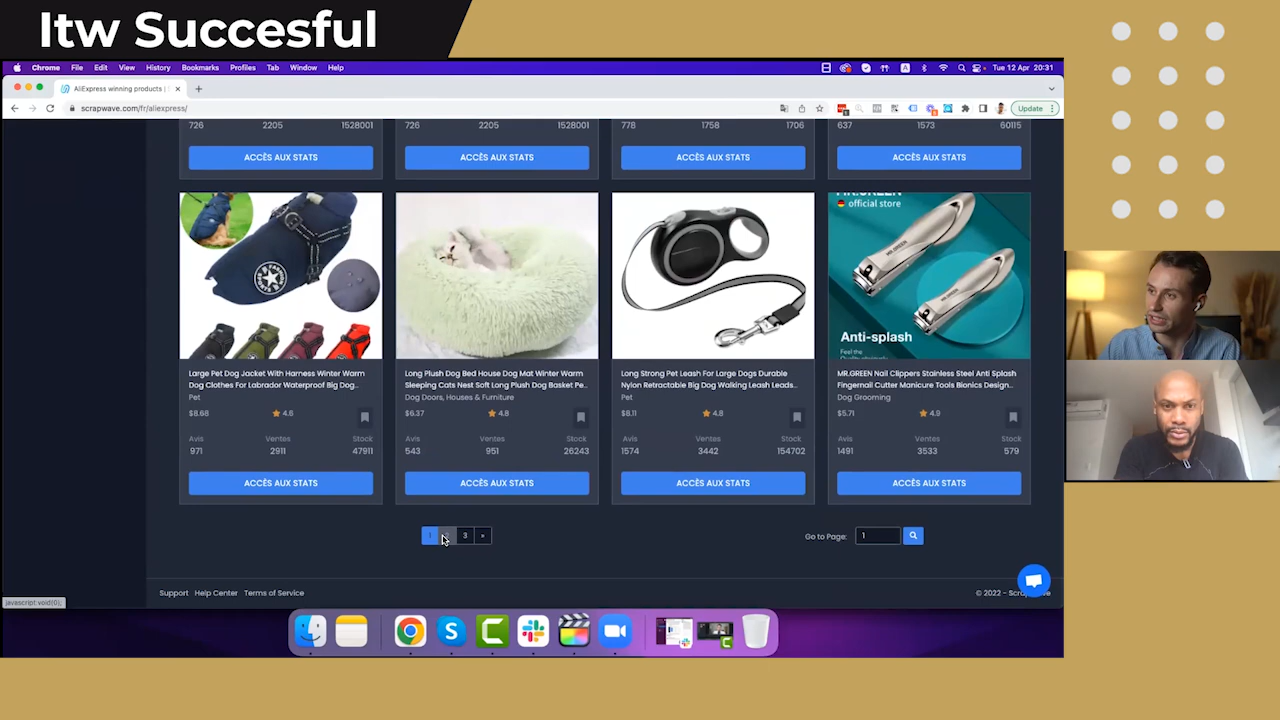 Itw Succesful
Chrome File Edit View History Bookmarks Profiles Tab Window Help
Tue 12 Apr 20:31
AliExpress winning products |
scrapwave.com/fr/aliexpress/
Update
726 2205 1528001
726 2205 1528001
778 1758 1706
637 1573 60115
ACCÈS AUX STATS
ACCÈS AUX STATS
ACCÈS AUX STATS
ACCÈS AUX STATS
MR.GREEN
official store
Anti-splash
Feel the
Large Pet Dog Jacket With Harness Winter Warm
Dog Clothes For Labrador Waterproof Big Dog...
Pet
$8.68
4.8
Avis Ventes Stock
971 2911 47911
ACCÈS AUX STATS
Long Plush Dog Bed House Dog Mat Winter Warm
Sleeping Cats Nest Soft Long Plush Dog Basket Pe...
Dog Doors, Houses & Furniture
$6.37
4.8
Avis Ventes Stock
543 951 26243
ACCÈS AUX STATS
Long Strong Pet Leash For Large Dogs Durable
Nylon Retractable Big Dog Walking Leash Leads...
Pet
$8.11
4.8
Avis Ventes Stock
1574 3442 154702
ACCÈS AUX STATS
MR.GREEN Nail Clippers Stainless Steel Anti Splash
Fingernail Cutter Manicure Tools Bionics Design...
Dog Grooming
$5.71
4.9
Avis Ventes Stock
1491 3533 579
ACCÈS AUX STATS
1 3 »
Go to Page: 1
Support Help Center Terms of Service
© 2022 - Scrapwave
javascript:void(0);